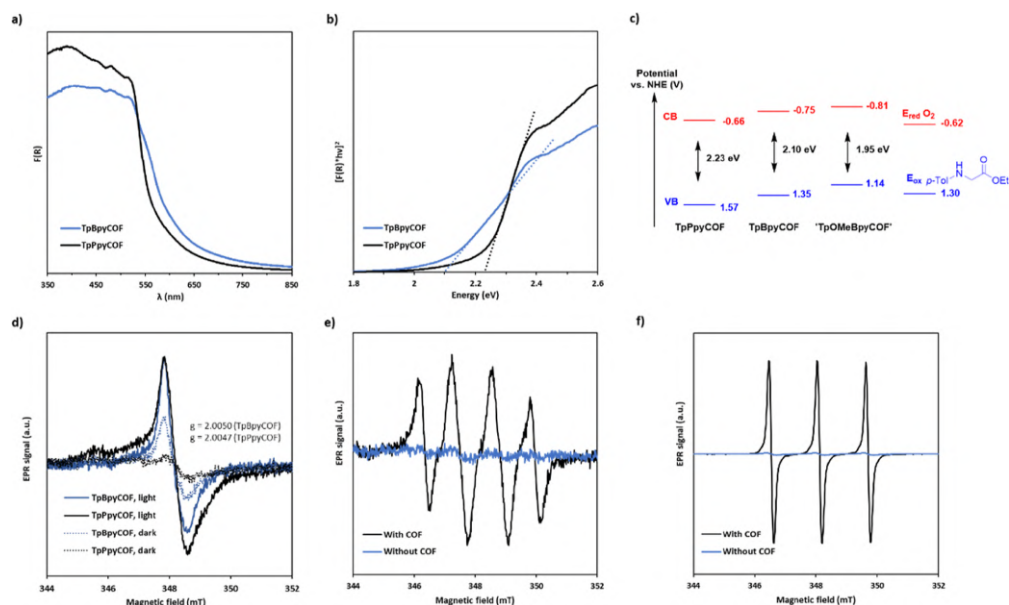 a)
F(R)
TpBpyCOF
TpPpyCOF
350 450 550 650 750 850
λ (nm)
b)
[F(R)*hν]²
TpBpyCOF
TpPpyCOF
1.8 2 2.2 2.4 2.6
Energy (eV)
c)
Potential
vs. NHE (V)
CB
-0.66
-0.75
-0.81
Ered O2
-0.62
2.23 eV
2.10 eV
1.95 eV
VB
1.57
1.35
1.14
Eox p-Tol
H
N
O
OEt
1.30
TpPpyCOF
TpBpyCOF
'TpOMeBpyCOF'
d)
EPR signal (a.u.)
g = 2.0050 [TpBpyCOF]
g = 2.0047 [TpPpyCOF]
TpBpyCOF, light
TpPpyCOF, light
TpBpyCOF, dark
TpPpyCOF, dark
344 346 348 350 352
Magnetic field (mT)
e)
EPR signal (a.u.)
With COF
Without COF
344 346 348 350 352
Magnetic field (mT)
f)
EPR signal (a.u.)
With COF
Without COF
344 346 348 350 352
Magnetic field (mT)